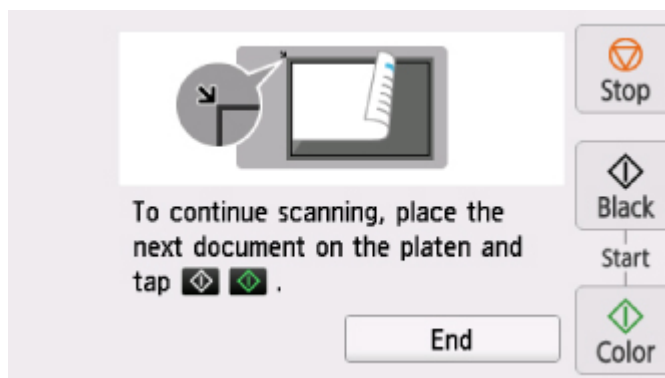 Stop
To continue scanning, place the
next document on the platen and
tap .
Black
Start
Color
End